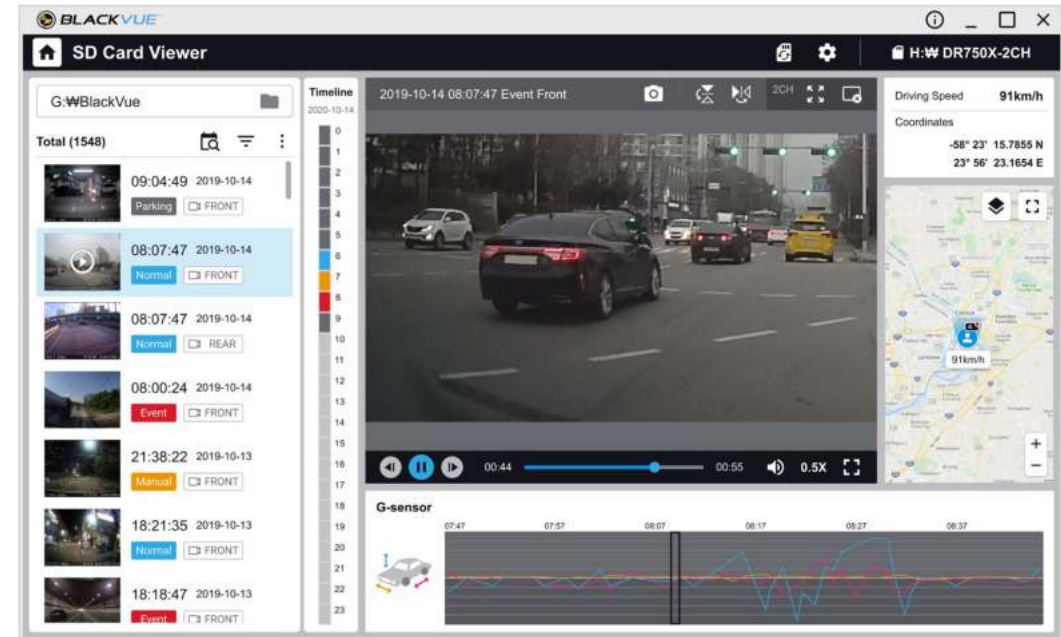 BLACKVUE
SD Card Viewer
H:₩ DR750X-2CH
G:₩BlackVue
Total (1548)
09:04:49 2019-10-14
Parking FRONT
08:07:47 2019-10-14
Normal FRONT
08:07:47 2019-10-14
Normal REAR
08:00:24 2019-10-14
Event FRONT
21:38:22 2019-10-13
Manual FRONT
18:21:35 2019-10-13
Normal FRONT
18:18:47 2019-10-13
Event FRONT
Timeline
2020-10-14
0
1
2
3
4
5
6
7
8
9
10
11
12
13
14
15
16
17
18
19
20
21
22
23
2019-10-14 08:07:47 Event Front
2CH
00:44
00:55
0.5X
Driving Speed 91km/h
Coordinates
-58° 23' 15.7855 N
23° 56' 23.1654 E
91km/h
+
−
G-sensor
07:47 07:57 08:07 08:17 08:27 08:37